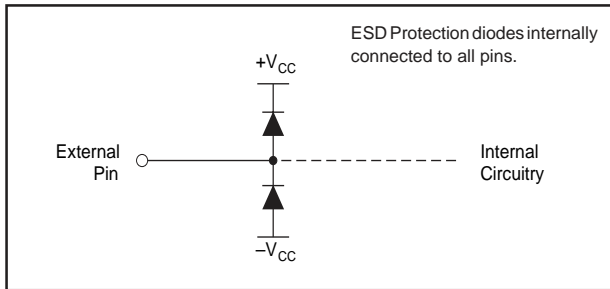 ESD Protection diodes internally
connected to all pins.
+VCC
External
Pin
Internal
Circuitry
–VCC